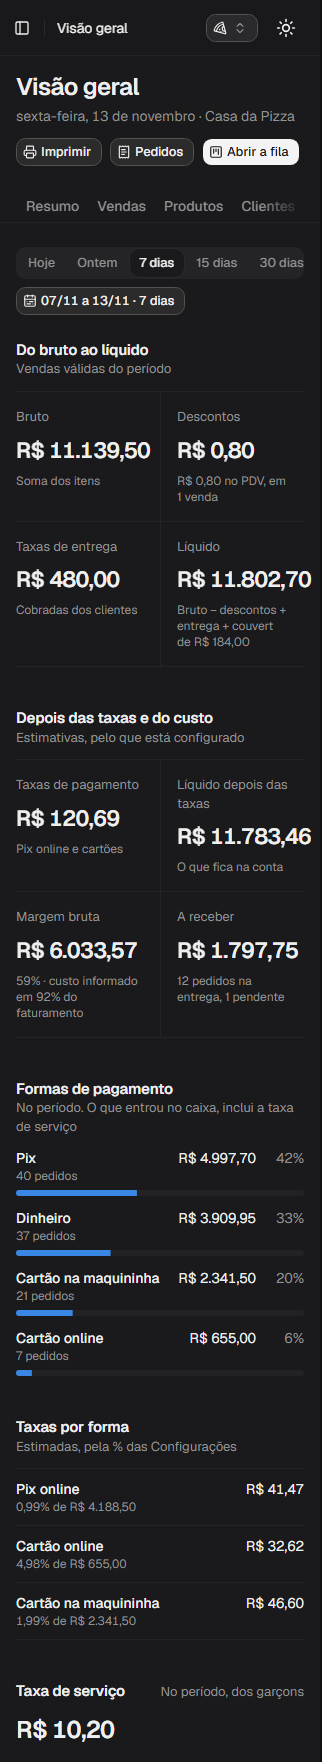 Visão geral
Visão geral
sexta-feira, 13 de novembro · Casa da Pizza
Imprimir
Pedidos
Abrir a fila
Resumo
Vendas
Produtos
Clientes
Hoje
Ontem
7 dias
15 dias
30 dias
07/11 a 13/11 · 7 dias
Do bruto ao líquido
Vendas válidas do período
Bruto
R$ 11.139,50
Soma dos itens
Descontos
R$ 0,80
R$ 0,80 no PDV, em
1 venda
Taxas de entrega
R$ 480,00
Cobradas dos clientes
Líquido
R$ 11.802,70
Bruto − descontos +
entrega + couvert
de R$ 184,00
Depois das taxas e do custo
Estimativas, pelo que está configurado
Taxas de pagamento
R$ 120,69
Pix online e cartões
Líquido depois das
taxas
R$ 11.783,46
O que fica na conta
Margem bruta
R$ 6.033,57
59% · custo informado
em 92% do
faturamento
A receber
R$ 1.797,75
12 pedidos na
entrega, 1 pendente
Formas de pagamento
No período. O que entrou no caixa, inclui a taxa
de serviço
Pix R$ 4.997,70 42%
40 pedidos
Dinheiro R$ 3.909,95 33%
37 pedidos
Cartão na maquininha R$ 2.341,50 20%
21 pedidos
Cartão online R$ 655,00 6%
7 pedidos
Taxas por forma
Estimadas, pela % das Configurações
Pix online R$ 41,47
0,99% de R$ 4.188,50
Cartão online R$ 32,62
4,98% de R$ 655,00
Cartão na maquininha R$ 46,60
1,99% de R$ 2.341,50
Taxa de serviço No período, dos garçons
R$ 10,20